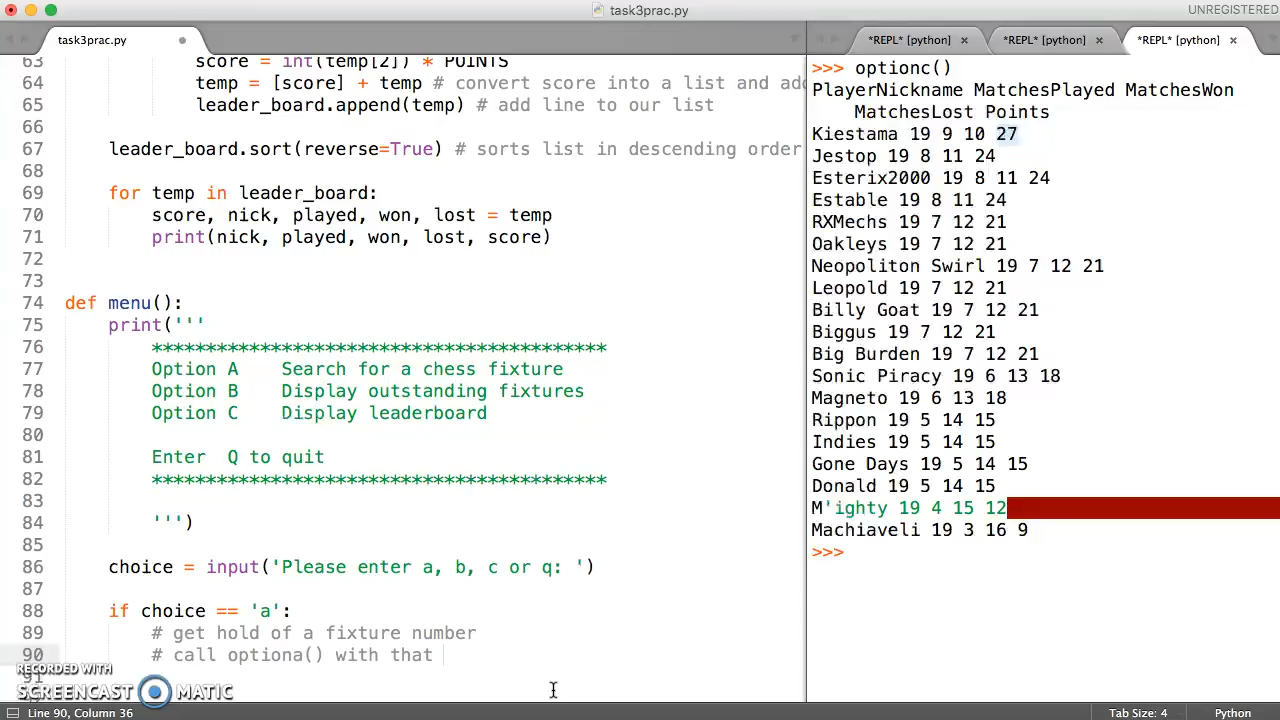 task3prac.py
UNREGISTERED
task3prac.py
*REPL* [python]
*REPL* [python]
*REPL* [python]
63 score = int(temp[2]) * POINTS
64 temp = [score] + temp # convert score into a list and add
65 leader_board.append(temp) # add line to our list
66
67 leader_board.sort(reverse=True) # sorts list in descending order
68
69 for temp in leader_board:
70 score, nick, played, won, lost = temp
71 print(nick, played, won, lost, score)
72
73
74 def menu():
75 print('''
76 ******************************************
77 Option A Search for a chess fixture
78 Option B Display outstanding fixtures
79 Option C Display leaderboard
80
81 Enter Q to quit
82 ******************************************
83
84 ''')
85
86 choice = input('Please enter a, b, c or q: ')
87
88 if choice == 'a':
89 # get hold of a fixture number
90 # call optiona() with that
91
RECORDED WITH
SCREENCAST MATIC
Line 90, Column 36
>>> optionc()
PlayerNickname MatchesPlayed MatchesWon
MatchesLost Points
Kiestama 19 9 10 27
Jestop 19 8 11 24
Esterix2000 19 8 11 24
Estable 19 8 11 24
RXMechs 19 7 12 21
Oakleys 19 7 12 21
Neopoliton Swirl 19 7 12 21
Leopold 19 7 12 21
Billy Goat 19 7 12 21
Biggus 19 7 12 21
Big Burden 19 7 12 21
Sonic Piracy 19 6 13 18
Magneto 19 6 13 18
Rippon 19 5 14 15
Indies 19 5 14 15
Gone Days 19 5 14 15
Donald 19 5 14 15
M'ighty 19 4 15 12
Machiaveli 19 3 16 9
>>>
Tab Size: 4
Python